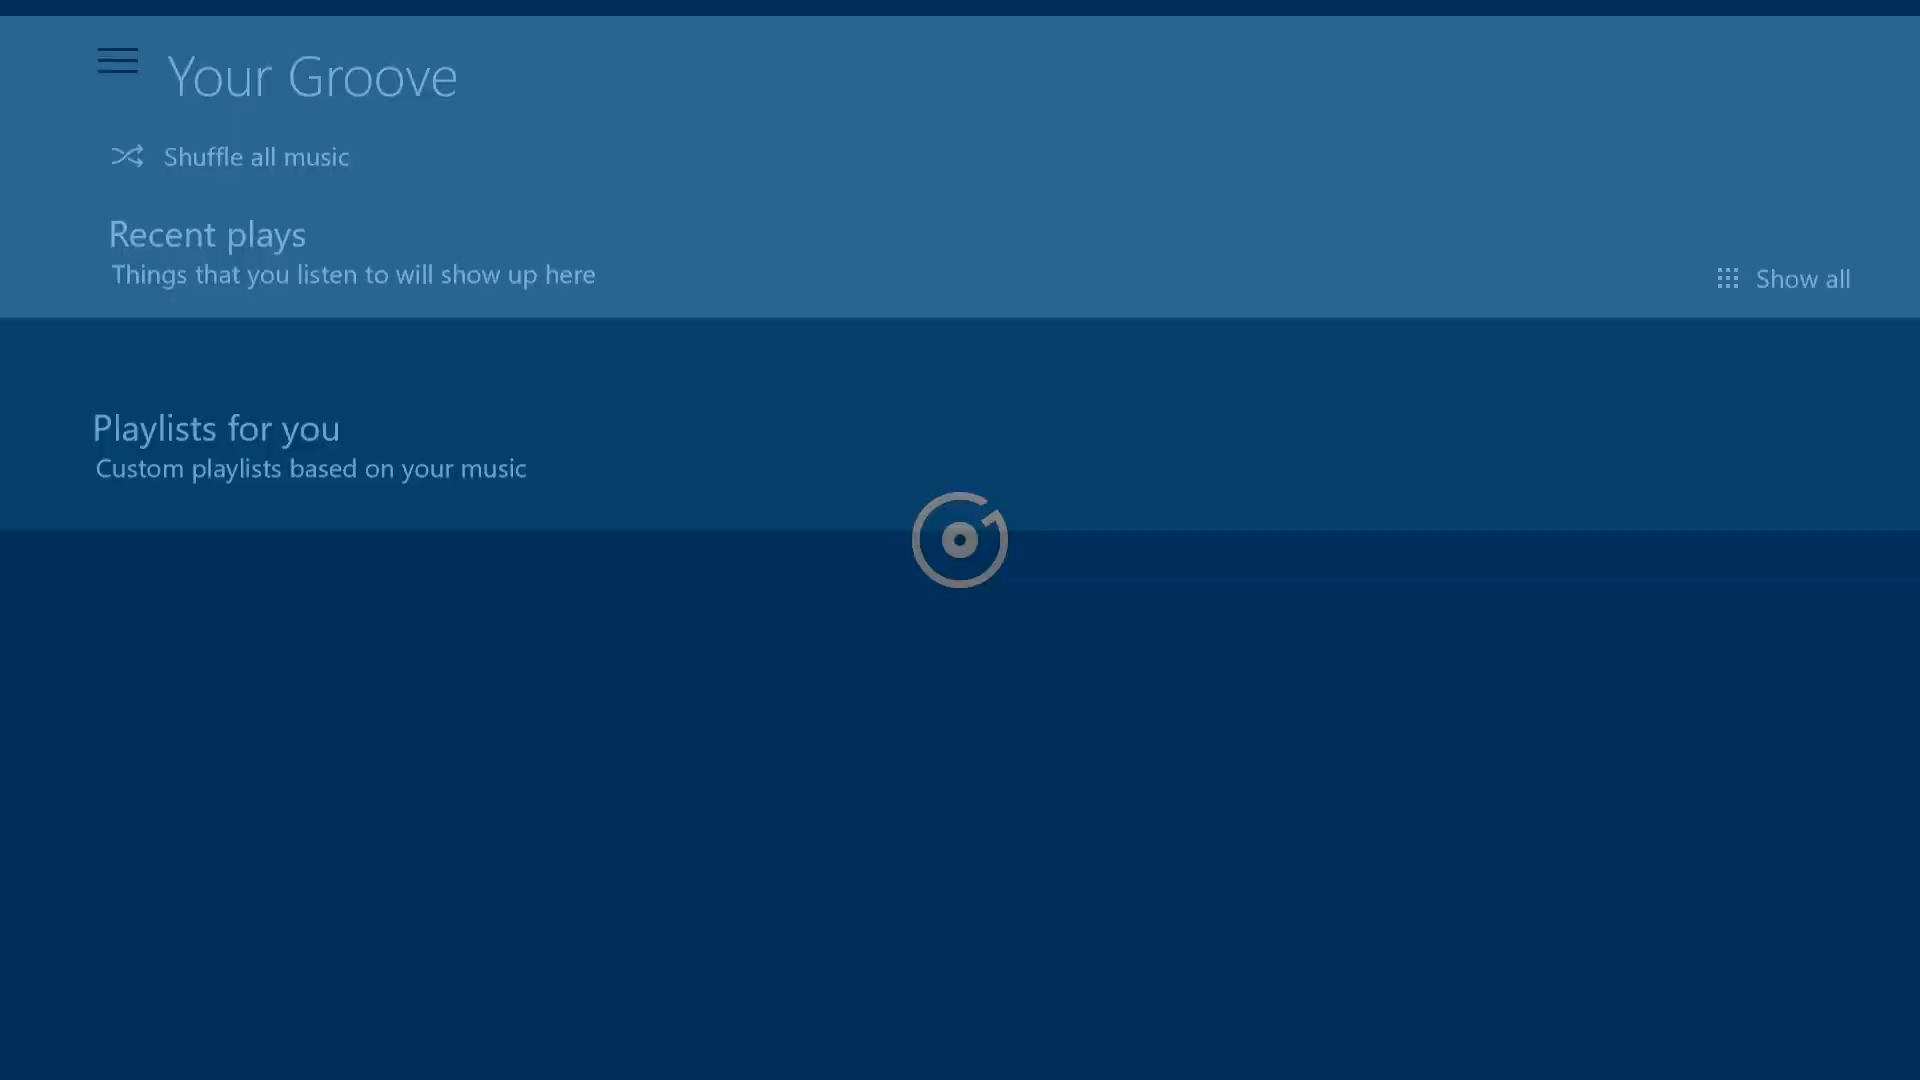 Your Groove
Shuffle all music
Recent plays
Things that you listen to will show up here
Show all
Playlists for you
Custom playlists based on your music